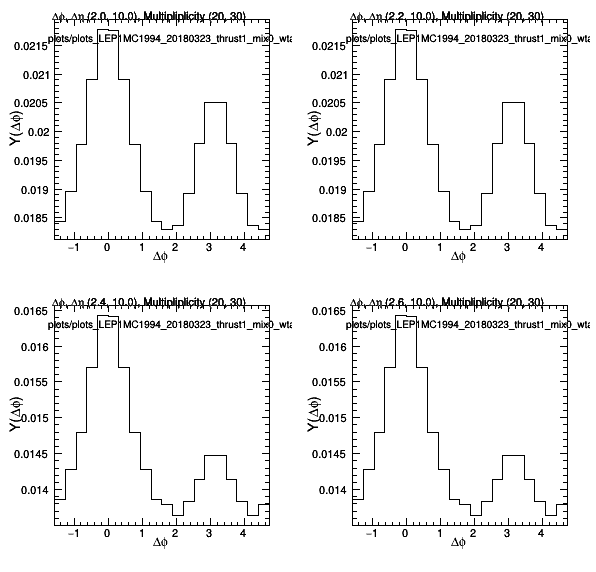 Δϕ, Δη (2.0, 10.0), Multipliplicity (20, 30)
plots/plots_LEP1MC1994_20180323_thrust1_mix0_wta
Y(Δϕ)
0.0215
0.021
0.0205
0.02
0.0195
0.019
0.0185
−1 0 1 2 3 4
Δϕ
Δϕ, Δη (2.2, 10.0), Multipliplicity (20, 30)
plots/plots_LEP1MC1994_20180323_thrust1_mix0_wta
Y(Δϕ)
0.0215
0.021
0.0205
0.02
0.0195
0.019
0.0185
−1 0 1 2 3 4
Δϕ
Δϕ, Δη (2.4, 10.0), Multipliplicity (20, 30)
plots/plots_LEP1MC1994_20180323_thrust1_mix0_wta
Y(Δϕ)
0.0165
0.016
0.0155
0.015
0.0145
0.014
−1 0 1 2 3 4
Δϕ
Δϕ, Δη (2.6, 10.0), Multipliplicity (20, 30)
plots/plots_LEP1MC1994_20180323_thrust1_mix0_wta
Y(Δϕ)
0.0165
0.016
0.0155
0.015
0.0145
0.014
−1 0 1 2 3 4
Δϕ